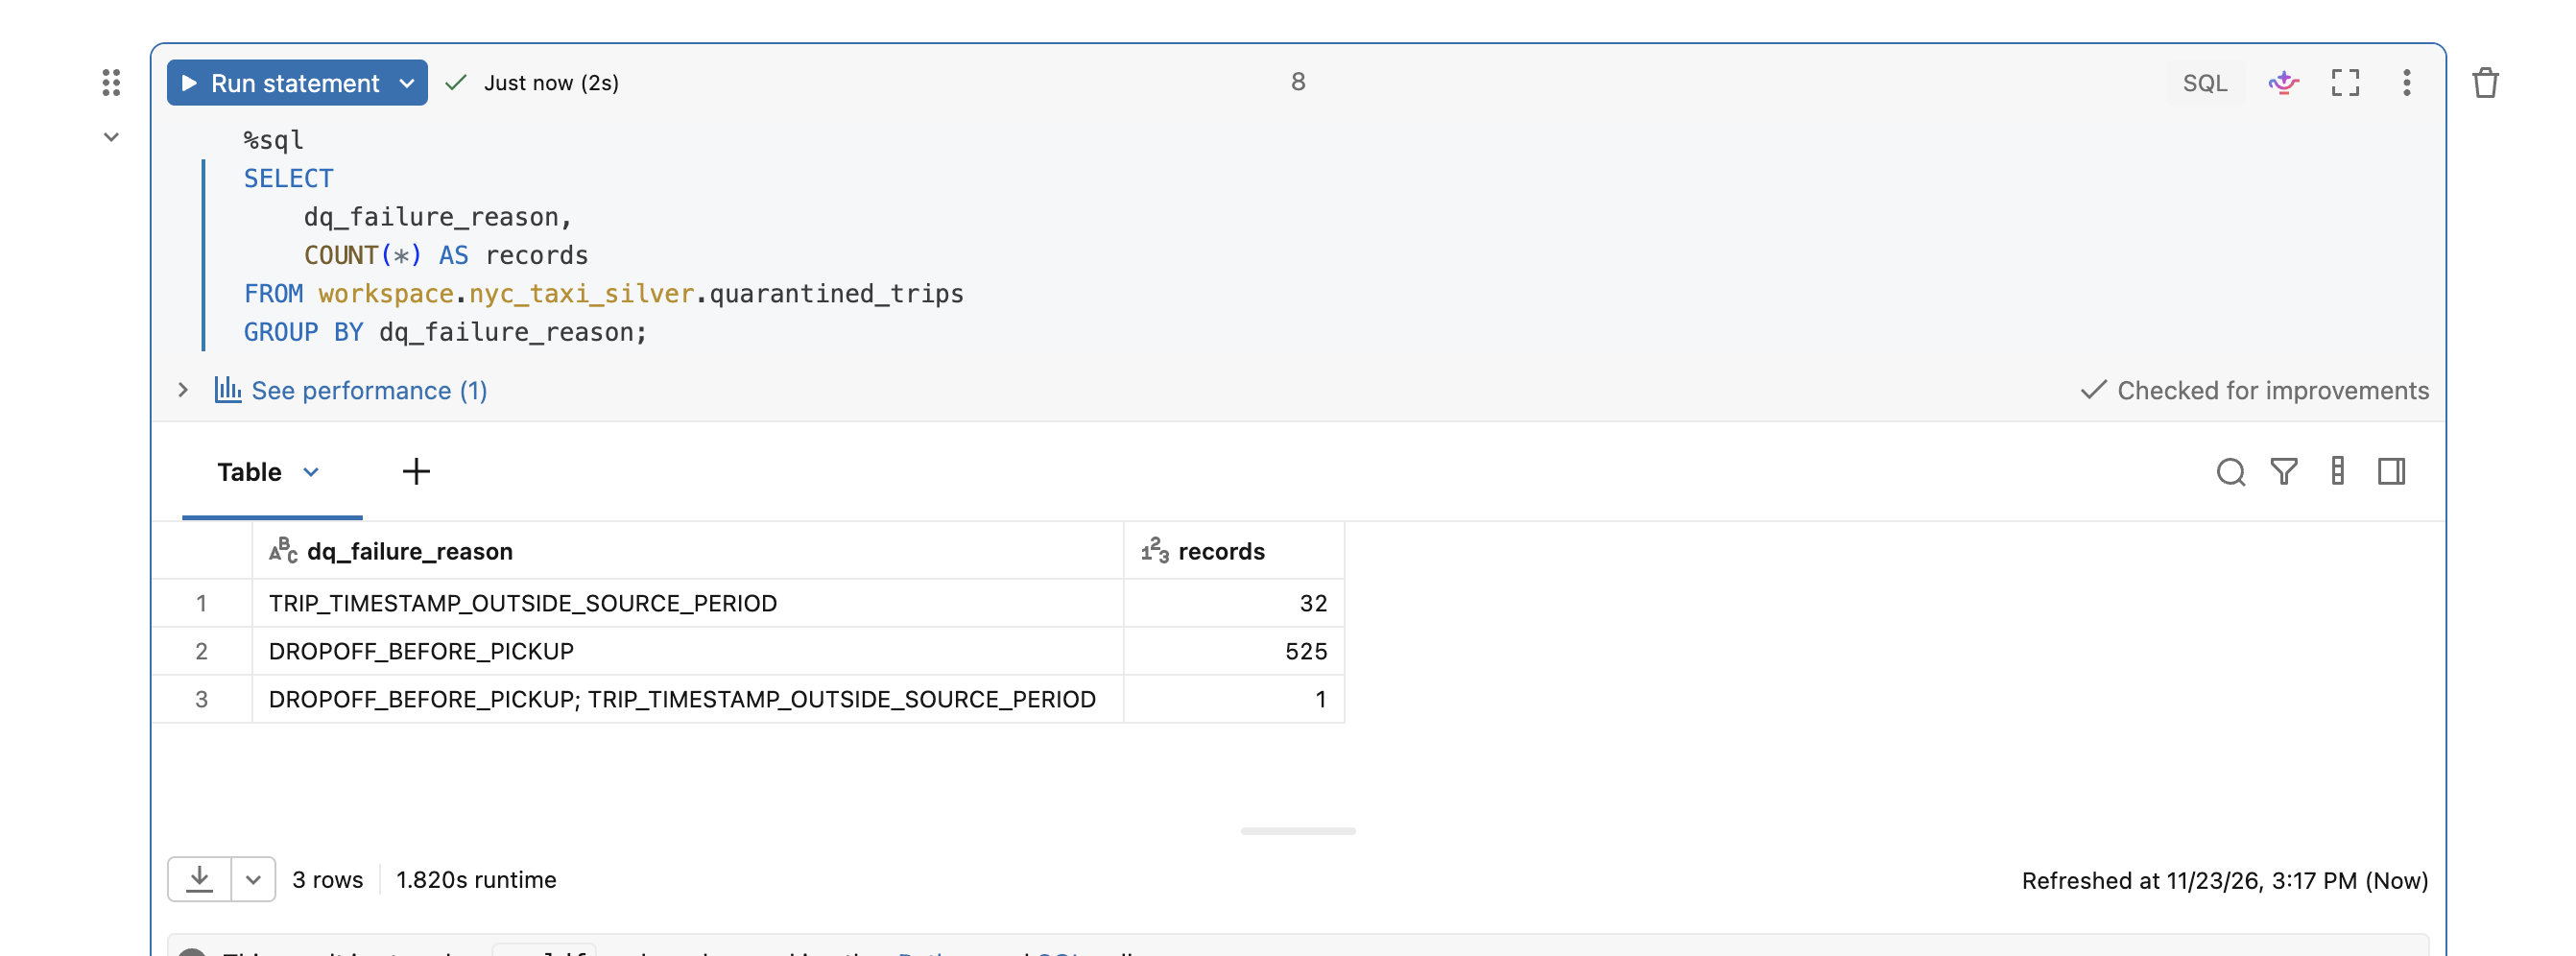 Run statement Just now (2s) 8 SQL
%sql
SELECT
dq_failure_reason,
COUNT(*) AS records
FROM workspace.nyc_taxi_silver.quarantined_trips
GROUP BY dq_failure_reason;
See performance (1) Checked for improvements
Table
dq_failure_reason records
1 TRIP_TIMESTAMP_OUTSIDE_SOURCE_PERIOD 32
2 DROPOFF_BEFORE_PICKUP 525
3 DROPOFF_BEFORE_PICKUP; TRIP_TIMESTAMP_OUTSIDE_SOURCE_PERIOD 1
3 rows 1.820s runtime Refreshed at 11/23/26, 3:17 PM (Now)